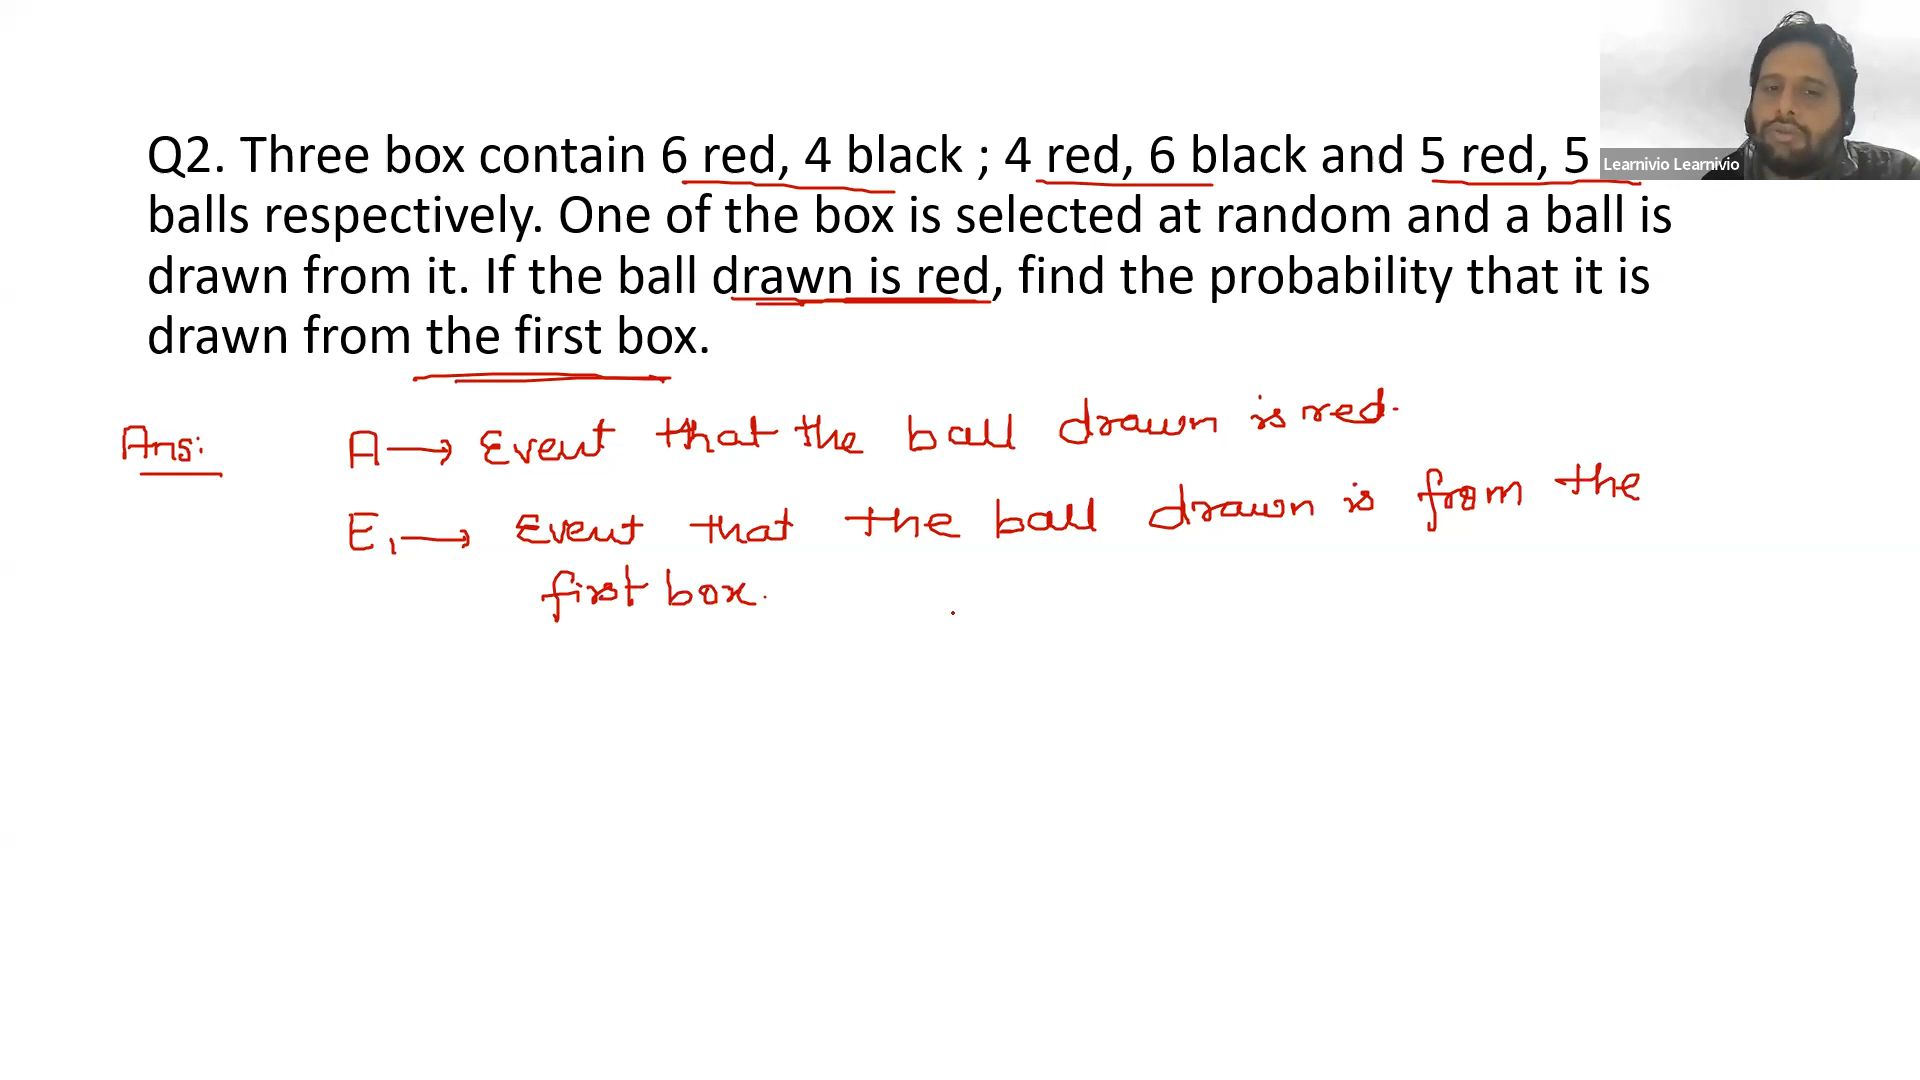 Q2. Three box contain 6 red, 4 black ; 4 red, 6 black and 5 red, 5
Learnivio Learnivio
balls respectively. One of the box is selected at random and a ball is
drawn from it. If the ball drawn is red, find the probability that it is
drawn from the first box.
Ans: A → Event that the ball drawn is red.
E₁ → Event that the ball drawn is from the
first box.